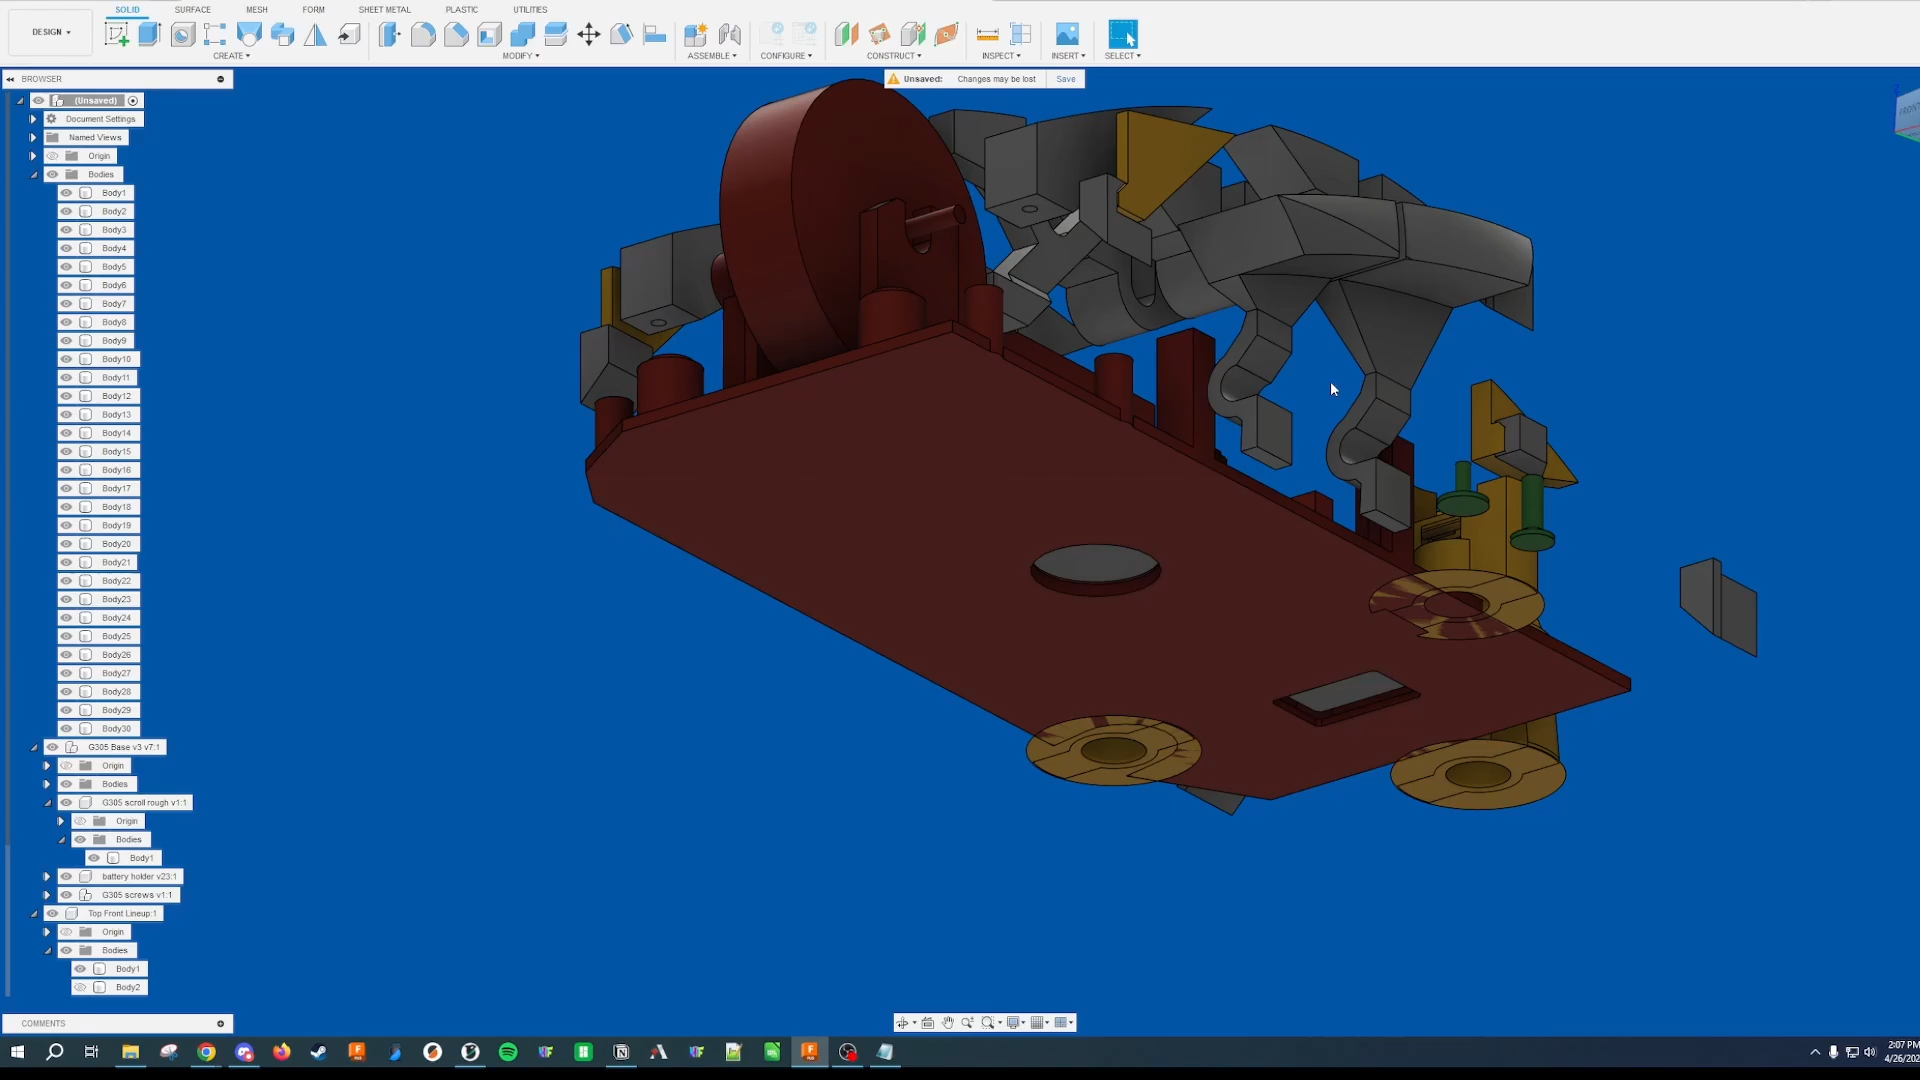 SOLID SURFACE MESH FORM SHEET METAL PLASTIC UTILITIES
DESIGN
CREATE MODIFY ASSEMBLE CONFIGURE CONSTRUCT INSPECT INSERT SELECT
BROWSER
Unsaved: Changes may be lost Save
(Unsaved)
Document Settings
Named Views
Origin
Bodies
Body1
Body2
Body3
Body4
Body5
Body6
Body7
Body8
Body9
Body10
Body11
Body12
Body13
Body14
Body15
Body16
Body17
Body18
Body19
Body20
Body21
Body22
Body23
Body24
Body25
Body26
Body27
Body28
Body29
Body30
G305 Base v3 v7:1
Origin
Bodies
G305 scroll rough v1:1
Origin
Bodies
Body1
battery holder v23:1
G305 screws v1:1
Top Front Lineup:1
Origin
Bodies
Body1
Body2
COMMENTS
FRONT
2:07 PM
4/26/202